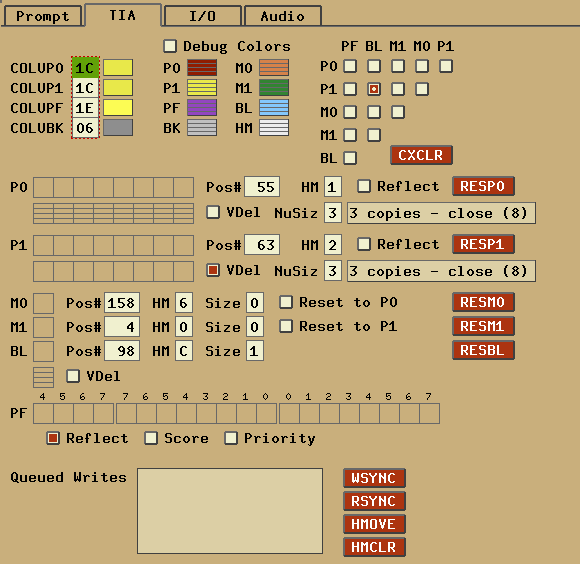 Prompt TIA I/O Audio
Debug Colors
PF BL M1 M0 P1
COLUP0 1C P0 M0 P0
COLUP1 1C P1 M1 P1
COLUPF 1E PF BL M0
COLUBK 06 BK HM M1
BL CXCLR
P0 Pos# 55 HM 1 Reflect RESP0
VDel NuSiz 3 3 copies - close (8)
P1 Pos# 63 HM 2 Reflect RESP1
VDel NuSiz 3 3 copies - close (8)
M0 Pos# 158 HM 6 Size 0 Reset to P0 RESM0
M1 Pos# 4 HM 0 Size 0 Reset to P1 RESM1
BL Pos# 98 HM C Size 1 RESBL
VDel
4 5 6 7 7 6 5 4 3 2 1 0 0 1 2 3 4 5 6 7
PF
Reflect Score Priority
Queued Writes WSYNC
RSYNC
HMOVE
HMCLR